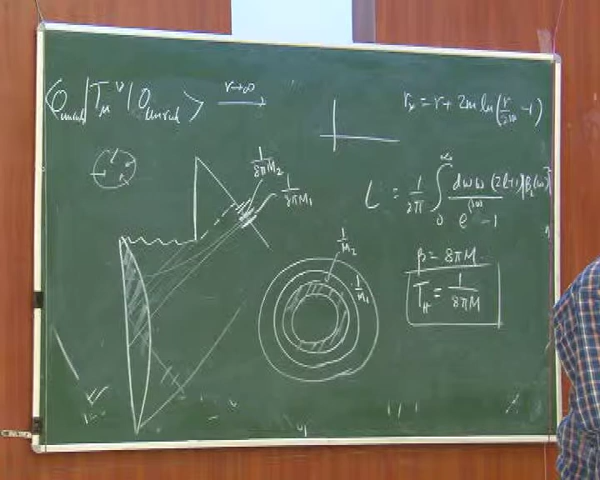 ⟨0_unruh| T_μ^ν |0_unruh⟩ r→∞ →
r_* = r + 2m ln(r/2m - 1)
1/8πM_2
1/8πM_1
L = 1/2π ∫_0^∞ dω ω (2l+1)|B_l(ω)|^2 / e^{βω} - 1
1/M_2
1/M_1
β = 8πM
T_H = 1/8πM